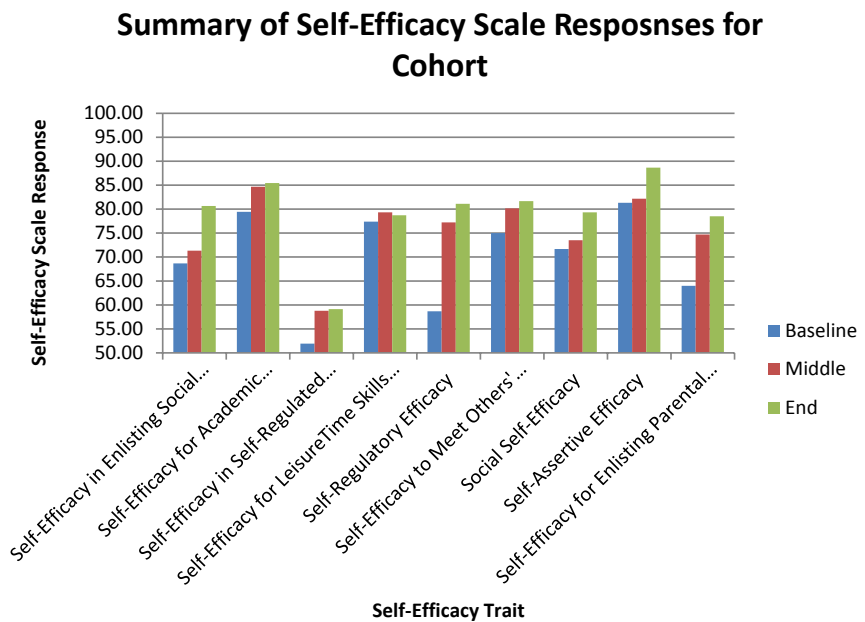 Summary of Self-Efficacy Scale Resposnses for
Cohort
Self-Efficacy Scale Response
100.00
95.00
90.00
85.00
80.00
75.00
70.00
65.00
60.00
55.00
50.00
Baseline
Middle
End
Self-Efficacy in Enlisting Social...
Self-Efficacy for Academic...
Self-Efficacy in Self-Regulated...
Self-Efficacy for LeisureTime Skills...
Self-Regulatory Efficacy
Self-Efficacy to Meet Others'...
Social Self-Efficacy
Self-Assertive Efficacy
Self-Efficacy for Enlisting Parental...
Self-Efficacy Trait